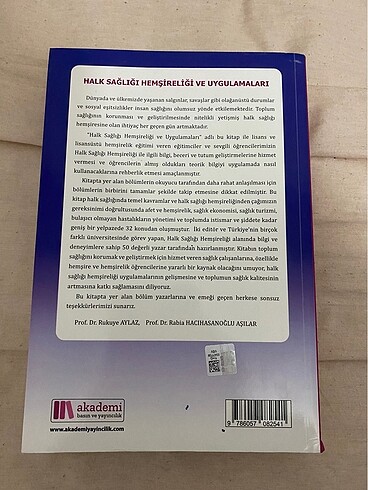 HALK SAĞLIĞI HEMŞİRELİĞİ VE UYGULAMALARI
Dünyada ve ülkemizde yaşanan salgınlar, savaşlar gibi olağanüstü durumlar
ve sosyal eşitsizlikler insan sağlığını olumsuz yönde etkilemektedir. Toplum
sağlığının korunması ve geliştirilmesinde nitelikli yetişmiş halk sağlığı
hemşiresine olan ihtiyaç her geçen gün artmaktadır.
"Halk Sağlığı Hemşireliği ve Uygulamaları" adlı bu kitap ile lisans ve
lisansüstü hemşirelik eğitimi veren eğiticiler ve sevgili öğrencilerimizin
Halk Sağlığı Hemşireliği ile ilgili bilgi, beceri ve tutum geliştirmelerine hizmet
vermesi ve öğrencilerin almış oldukları teorik bilgiyi uygulamada nasıl
kullanacaklarına rehberlik etmesi amaçlanmıştır.
Kitapta yer alan bölümlerin okuyucu tarafından daha rahat anlaşılması için
bölümlerin birbirini tamamlar şekilde takip etmesine dikkat edilmiştir. Bu
kitap halk sağlığında temel kavramlar ve halk sağlığı hemşireliğinden çağımızın
gereksinimi doğrultusunda afet ve hemşirelik, sağlık ekonomisi, sağlık turizmi,
bulaşıcı olmayan hastalıkların yönetimi ve toplumda istismar ve şiddete kadar
geniş bir yelpazede 32 konudan oluşmuştur. İki editör ve Türkiye'nin birçok
farklı üniversitesinde görev yapan, Halk Sağlığı Hemşireliği alanında bilgi ve
deneyimlere sahip 50 değerli yazar tarafından hazırlanmıştır. Kitabın toplum
sağlığını korumak ve geliştirmek için hizmet veren sağlık çalışanlarına, özellikle
hemşire ve hemşirelik öğrencilerine yararlı bir kaynak olacağını umuyor, halk
sağlığı hemşireliği uygulamalarının gelişmesine ve toplumun sağlık kalitesinin
artmasına katkı sağlamasını diliyoruz.
Bu kitapta yer alan bölüm yazarlarına ve emeği geçen herkese sonsuz
teşekkürlerimizi sunarız.
Prof. Dr. Rukuye AYLAZ, Prof. Dr. Rabia HACIHASANOĞLU AŞILAR
akademi
basın ve yayıncılık
www.akademiyayincilik.com
9 786057 082541